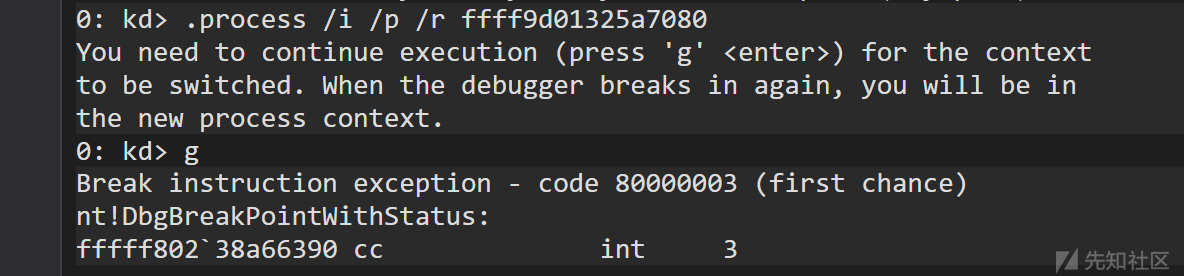 0: kd> .process /i /p /r ffff9d01325a7080
You need to continue execution (press 'g' <enter>) for the context
to be switched. When the debugger breaks in again, you will be in
the new process context.
0: kd> g
Break instruction exception - code 80000003 (first chance)
nt!DbgBreakPointWithStatus:
fffff802`38a66390 cc              int     3
先知社区